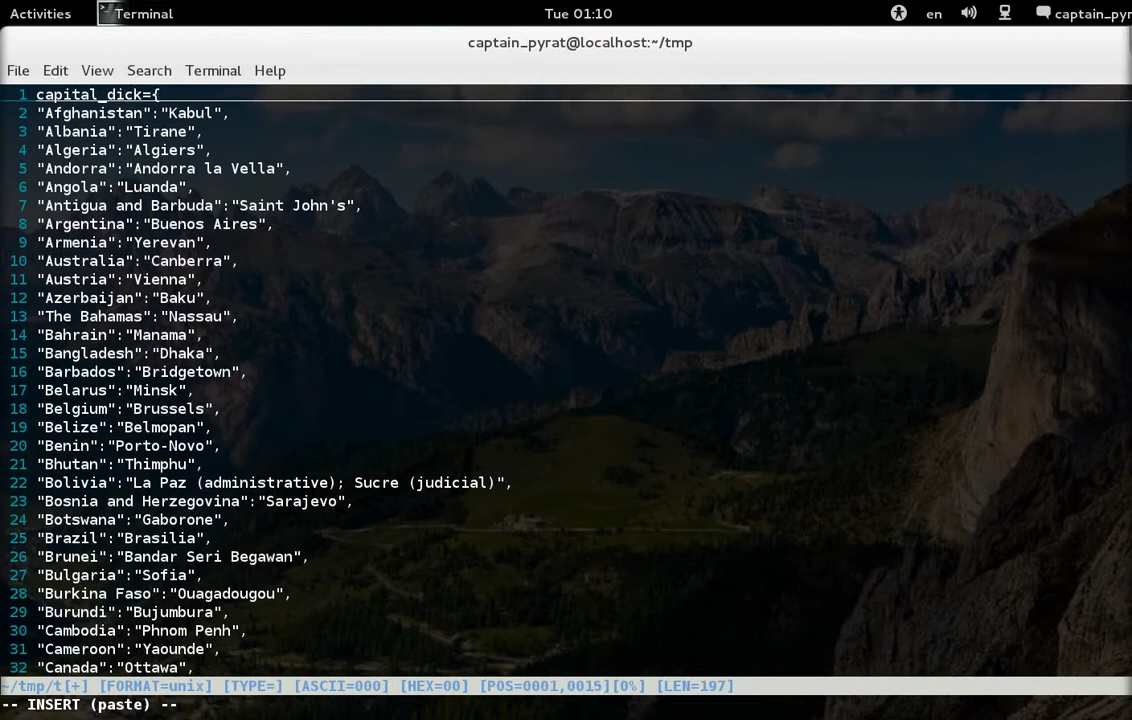 Activities
Terminal
Tue 01:10
en
captain_pyr
captain_pyrat@localhost:~/tmp
File Edit View Search Terminal Help
1 capital_dick={
2 "Afghanistan":"Kabul",
3 "Albania":"Tirane",
4 "Algeria":"Algiers",
5 "Andorra":"Andorra la Vella",
6 "Angola":"Luanda",
7 "Antigua and Barbuda":"Saint John's",
8 "Argentina":"Buenos Aires",
9 "Armenia":"Yerevan",
10 "Australia":"Canberra",
11 "Austria":"Vienna",
12 "Azerbaijan":"Baku",
13 "The Bahamas":"Nassau",
14 "Bahrain":"Manama",
15 "Bangladesh":"Dhaka",
16 "Barbados":"Bridgetown",
17 "Belarus":"Minsk",
18 "Belgium":"Brussels",
19 "Belize":"Belmopan",
20 "Benin":"Porto-Novo",
21 "Bhutan":"Thimphu",
22 "Bolivia":"La Paz (administrative); Sucre (judicial)",
23 "Bosnia and Herzegovina":"Sarajevo",
24 "Botswana":"Gaborone",
25 "Brazil":"Brasilia",
26 "Brunei":"Bandar Seri Begawan",
27 "Bulgaria":"Sofia",
28 "Burkina Faso":"Ouagadougou",
29 "Burundi":"Bujumbura",
30 "Cambodia":"Phnom Penh",
31 "Cameroon":"Yaounde",
32 "Canada":"Ottawa",
~/tmp/t[+] [FORMAT=unix] [TYPE=] [ASCII=000] [HEX=00] [POS=0001,0015][0%] [LEN=197]
-- INSERT (paste) --